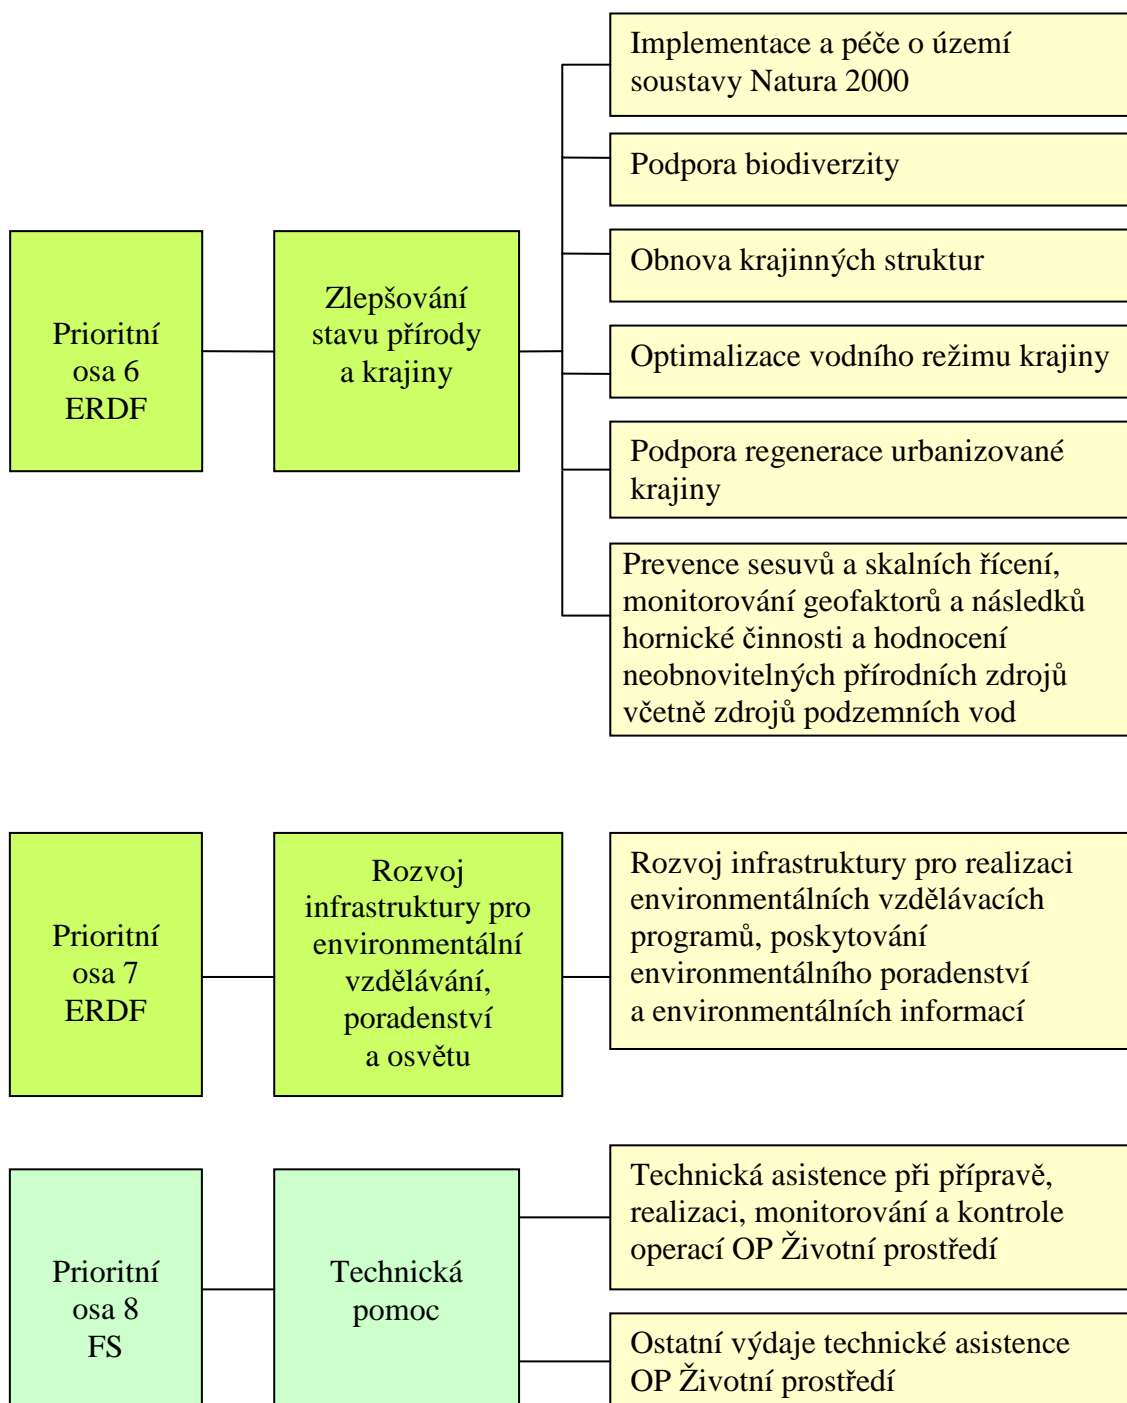 Prioritní
osa 6
ERDF
Zlepšování
stavu přírody
a krajiny
Implementace a péče o území
soustavy Natura 2000
Podpora biodiverzity
Obnova krajinných struktur
Optimalizace vodního režimu krajiny
Podpora regenerace urbanizované
krajiny
Prevence sesuvů a skalních řícení,
monitorování geofaktorů a následků
hornické činnosti a hodnocení
neobnovitelných přírodních zdrojů
včetně zdrojů podzemních vod
Prioritní
osa 7
ERDF
Rozvoj
infrastruktury pro
environmentální
vzdělávání,
poradenství
a osvětu
Rozvoj infrastruktury pro realizaci
environmentálních vzdělávacích
programů, poskytování
environmentálního poradenství
a environmentálních informací
Prioritní
osa 8
FS
Technická
pomoc
Technická asistence při přípravě,
realizaci, monitorování a kontrole
operací OP Životní prostředí
Ostatní výdaje technické asistence
OP Životní prostředí